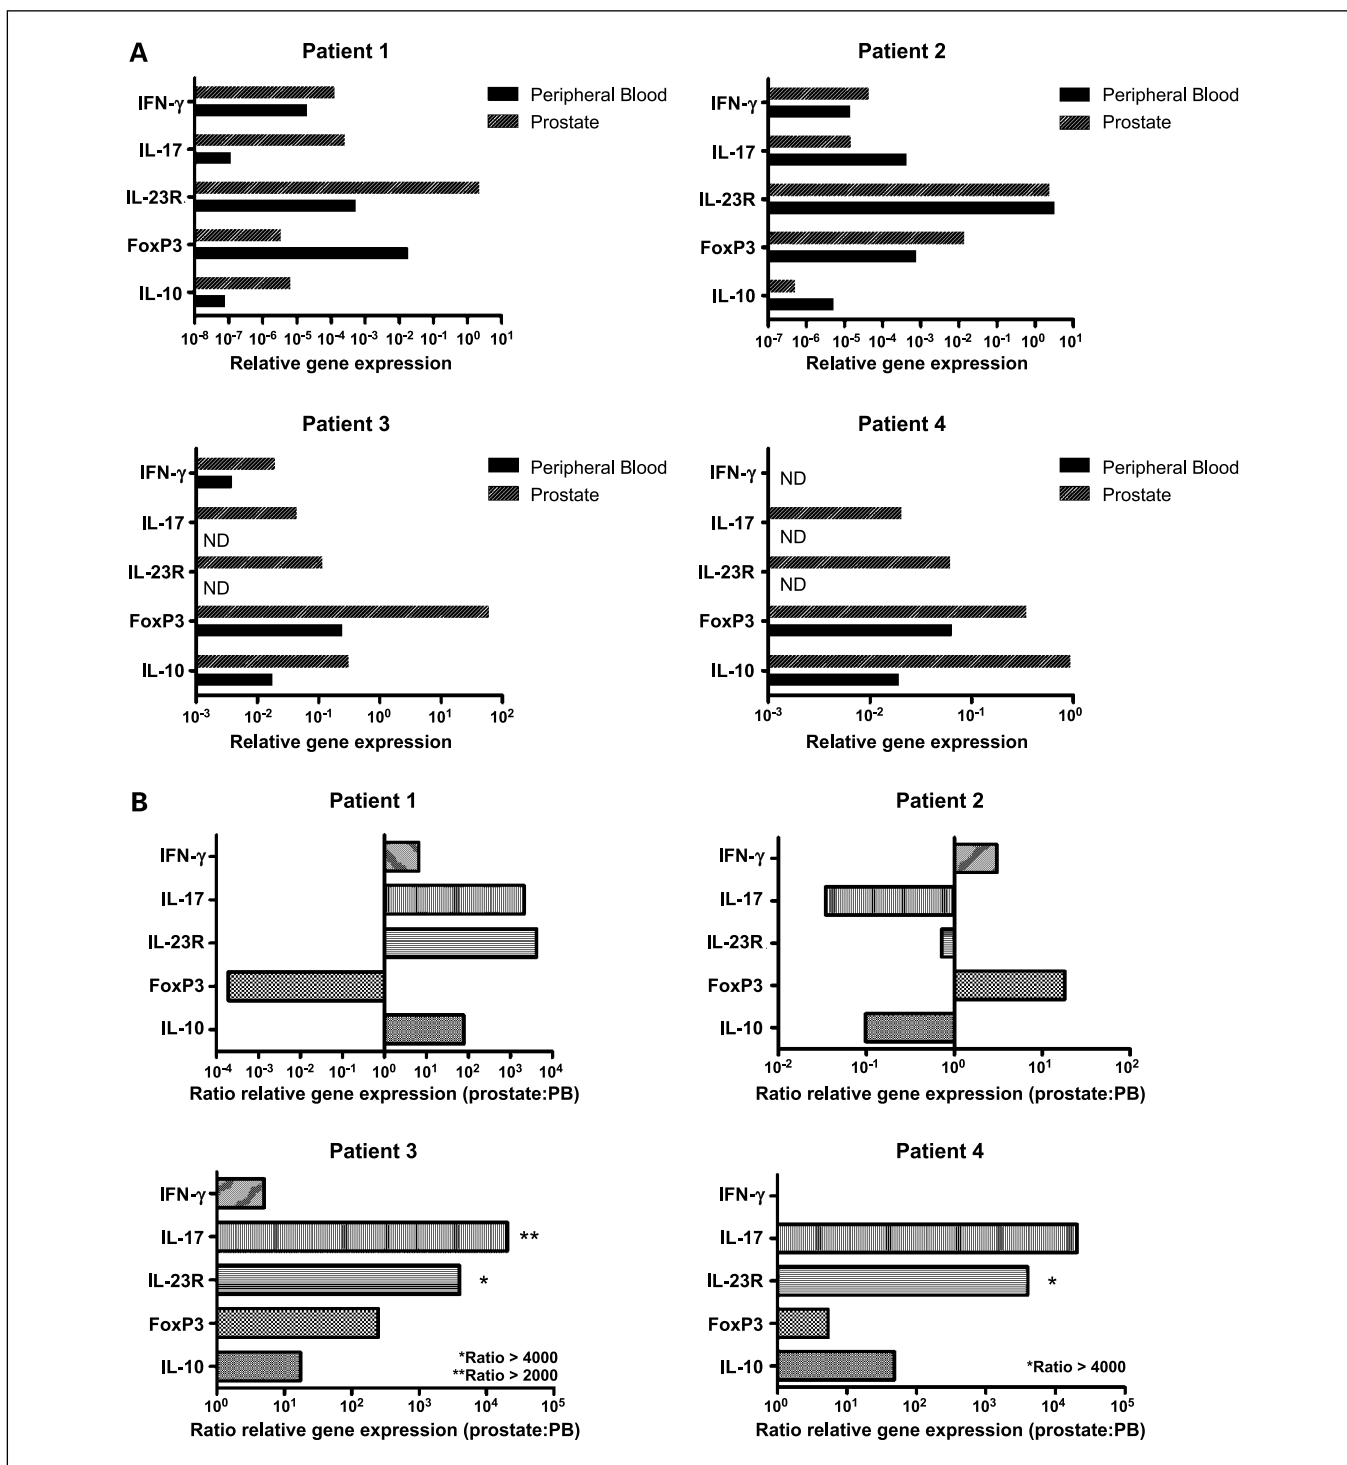 A
Patient 1
Peripheral Blood
Prostate
IFN-γ
IL-17
IL-23R
FoxP3
IL-10
10-8 10-7 10-6 10-5 10-4 10-3 10-2 10-1 100 101
Relative gene expression
Patient 2
Peripheral Blood
Prostate
IFN-γ
IL-17
IL-23R
FoxP3
IL-10
10-7 10-6 10-5 10-4 10-3 10-2 10-1 100 101
Relative gene expression
Patient 3
Peripheral Blood
Prostate
IFN-γ
IL-17
ND
IL-23R
ND
FoxP3
IL-10
10-3 10-2 10-1 100 101 102
Relative gene expression
Patient 4
Peripheral Blood
Prostate
IFN-γ
ND
IL-17
ND
IL-23R
ND
FoxP3
IL-10
10-3 10-2 10-1 100
Relative gene expression
B
Patient 1
IFN-γ
IL-17
IL-23R
FoxP3
IL-10
10-4 10-3 10-2 10-1 100 101 102 103 104
Ratio relative gene expression (prostate:PB)
Patient 2
IFN-γ
IL-17
IL-23R
FoxP3
IL-10
10-2 10-1 100 101 102
Ratio relative gene expression (prostate:PB)
Patient 3
IFN-γ
IL-17
**
IL-23R
*
FoxP3
IL-10
*Ratio > 4000
**Ratio > 2000
100 101 102 103 104 105
Ratio relative gene expression (prostate:PB)
Patient 4
IFN-γ
IL-17
IL-23R
*
FoxP3
IL-10
*Ratio > 4000
100 101 102 103 104 105
Ratio relative gene expression (prostate:PB)